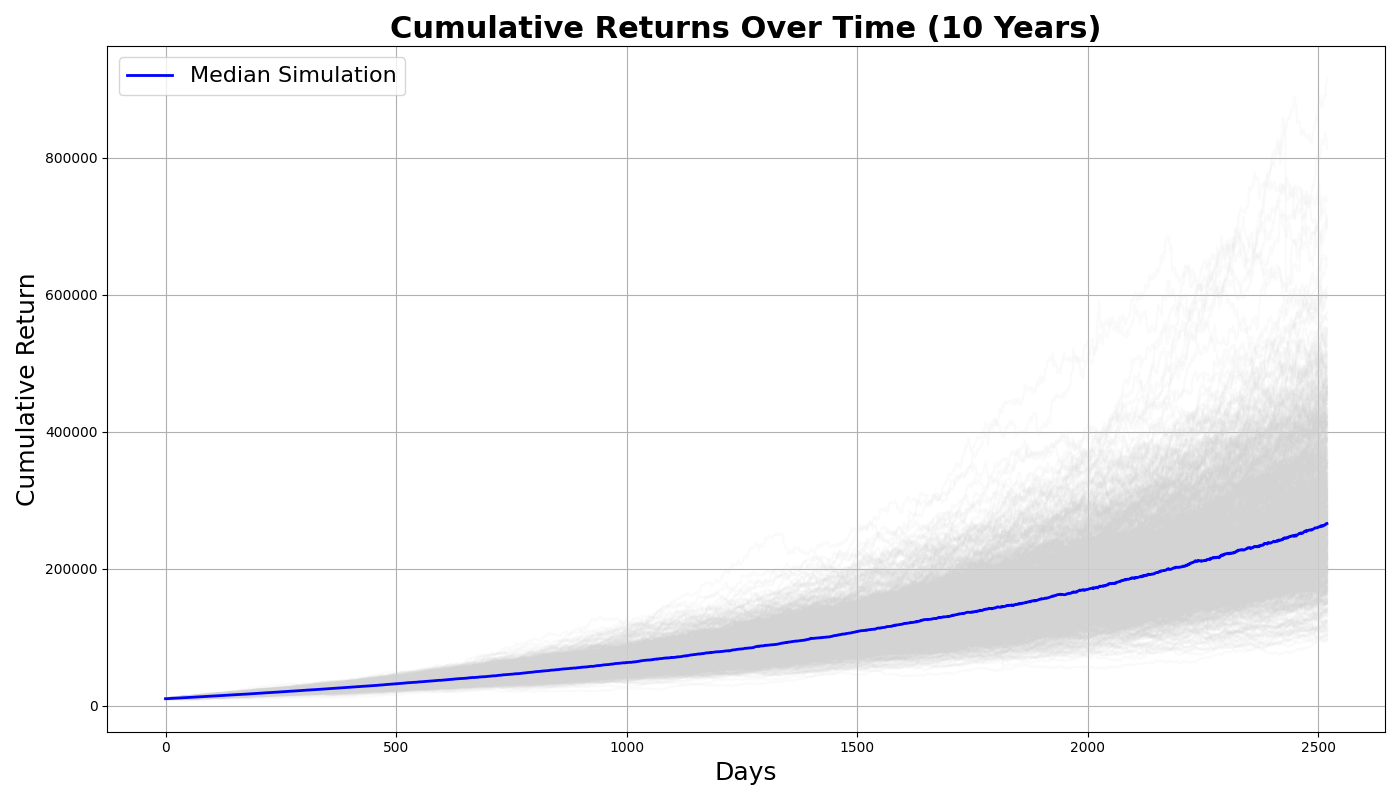 Cumulative Returns Over Time (10 Years)
Median Simulation
Cumulative Return
800000
600000
400000
200000
0
0 500 1000 1500 2000 2500
Days